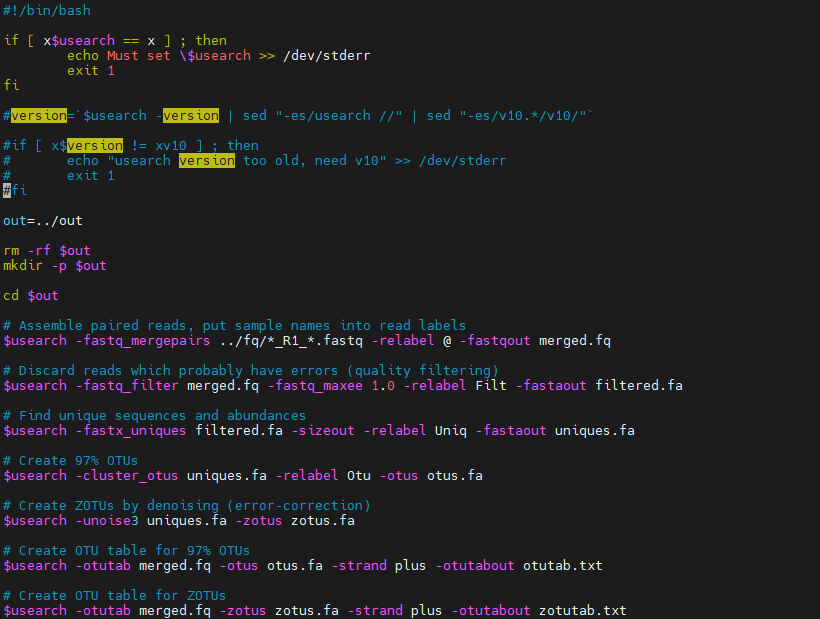 #!/bin/bash
if [ x$usearch == x ] ; then
        echo Must set \$usearch >> /dev/stderr
        exit 1
fi
#version=`$usearch -version | sed "-es/usearch //" | sed "-es/v10.*/v10/"`
#if [ x$version != xv10 ] ; then
#       echo "usearch version too old, need v10" >> /dev/stderr
#       exit 1
#fi
out=../out
rm -rf $out
mkdir -p $out
cd $out
# Assemble paired reads, put sample names into read labels
$usearch -fastq_mergepairs ../fq/*_R1_*.fastq -relabel @ -fastqout merged.fq
# Discard reads which probably have errors (quality filtering)
$usearch -fastq_filter merged.fq -fastq_maxee 1.0 -relabel Filt -fastaout filtered.fa
# Find unique sequences and abundances
$usearch -fastx_uniques filtered.fa -sizeout -relabel Uniq -fastaout uniques.fa
# Create 97% OTUs
$usearch -cluster_otus uniques.fa -relabel Otu -otus otus.fa
# Create ZOTUs by denoising (error-correction)
$usearch -unoise3 uniques.fa -zotus zotus.fa
# Create OTU table for 97% OTUs
$usearch -otutab merged.fq -otus otus.fa -strand plus -otutabout otutab.txt
# Create OTU table for ZOTUs
$usearch -otutab merged.fq -zotus zotus.fa -strand plus -otutabout zotutab.txt